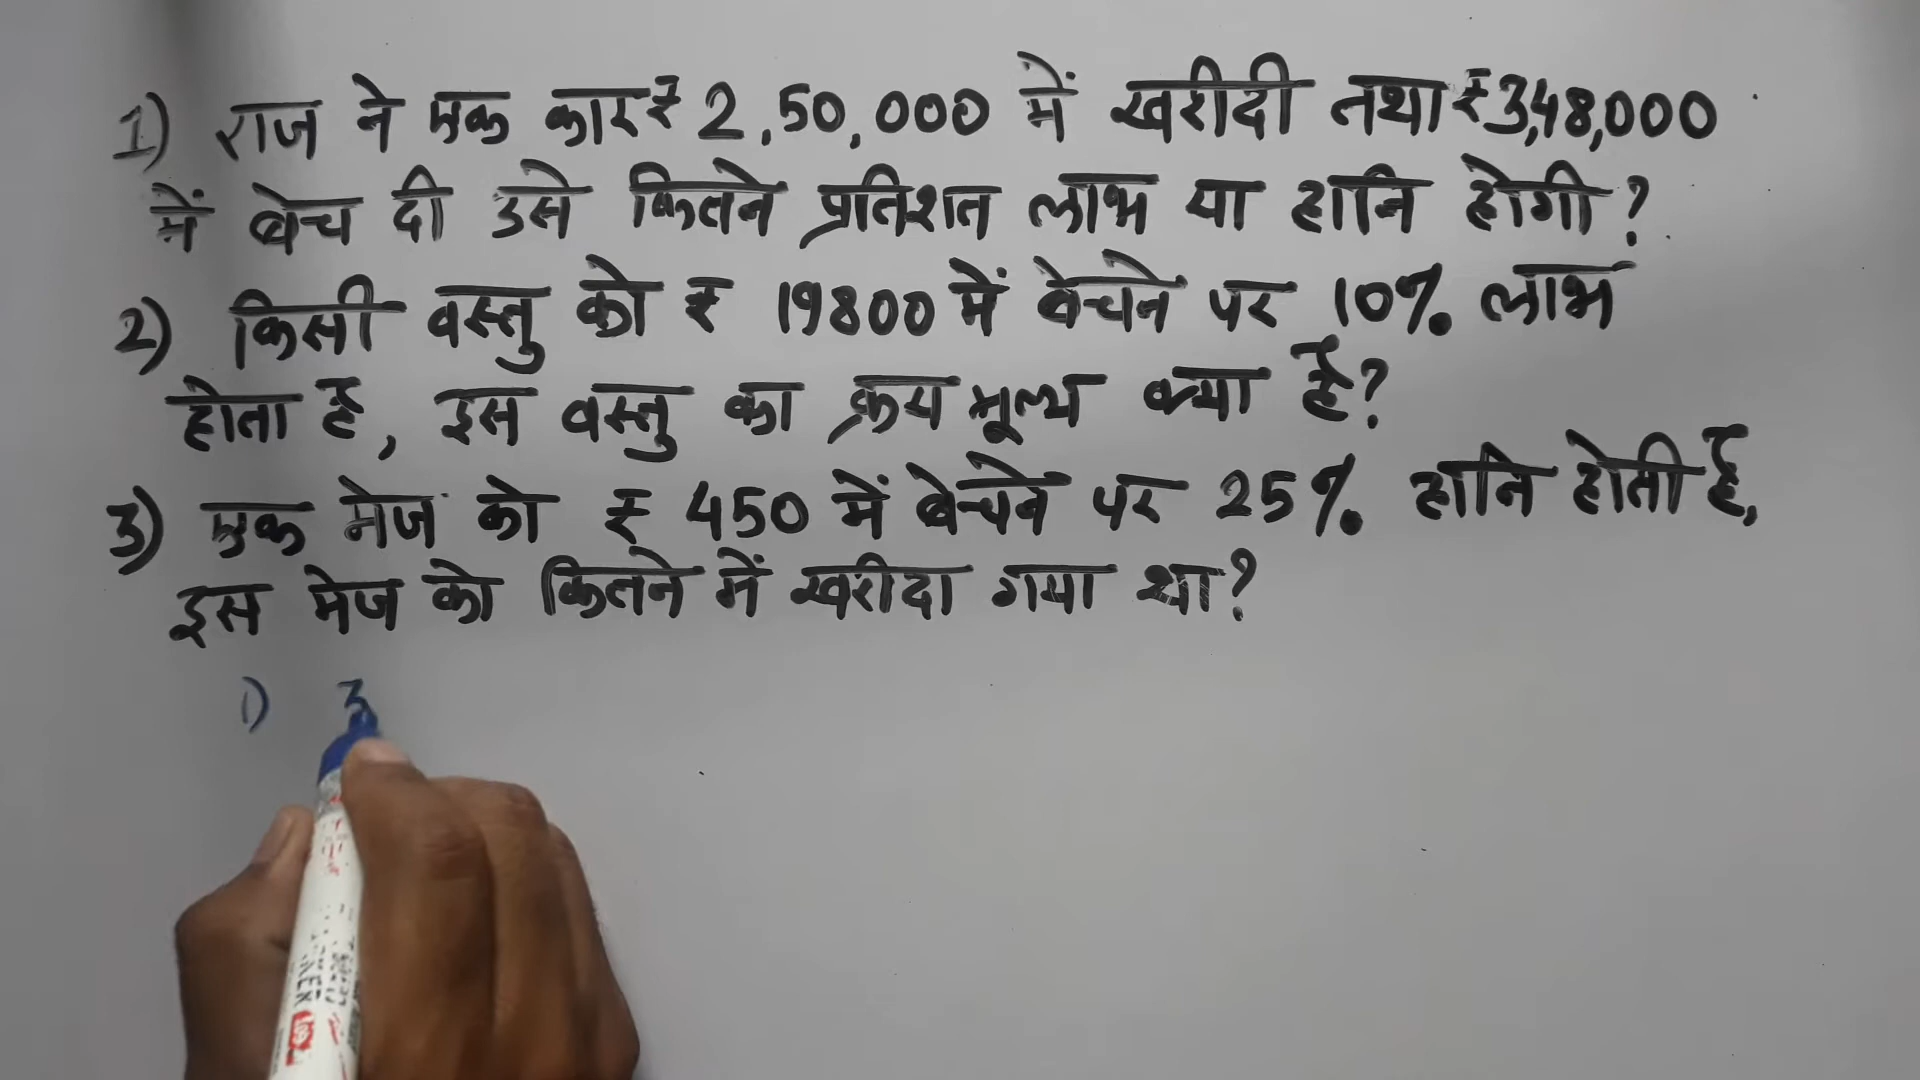 1) राज ने एक कार ₹ 2,50,000 में खरीदी तथा ₹3,48,000
में बेच दी उसे कितने प्रतिशत लाभ या हानि होगी?
2) किसी वस्तु को ₹ 19800 में बेचने पर 10% लाभ
होता है, इस वस्तु का क्रय मूल्य क्या है?
3) एक मेज को ₹ 450 में बेचने पर 25% हानि होती है,
इस मेज को कितने में खरीदा गया था?
1) 3